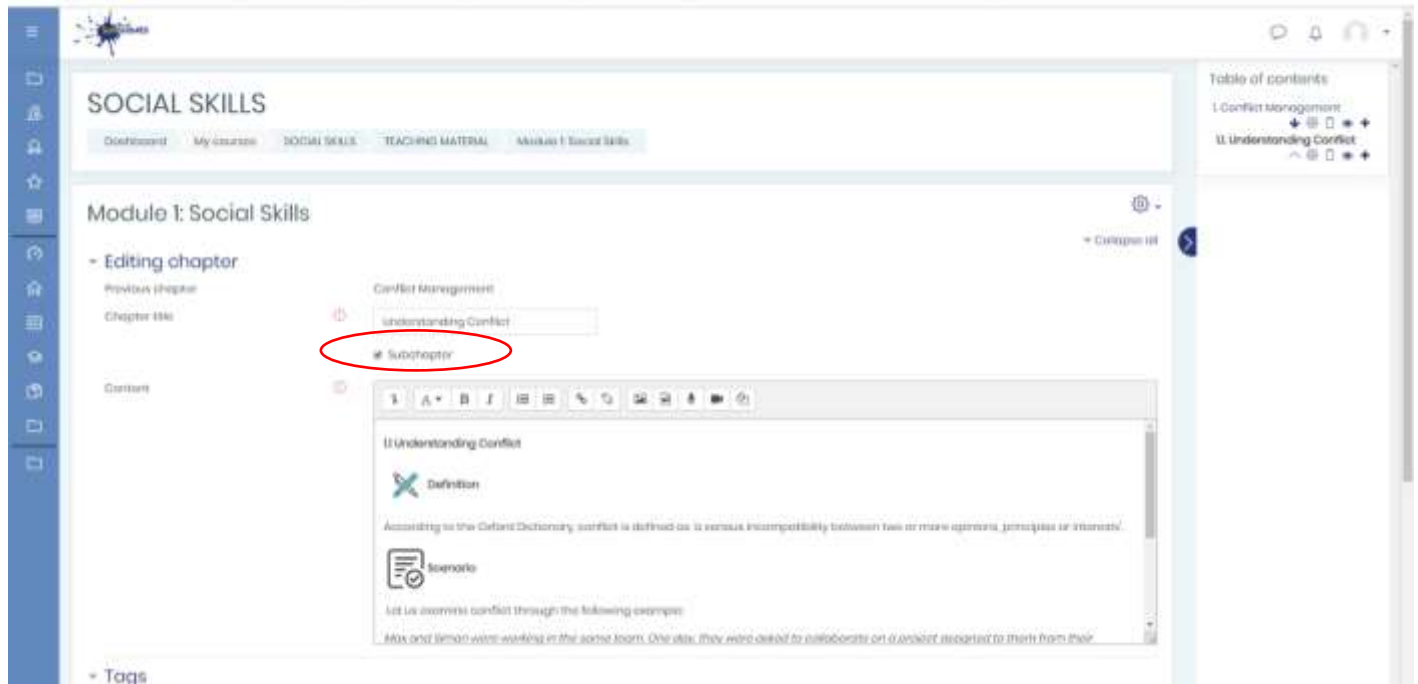 Table of contents
1. Conflict Management
1.1. Understanding Conflict
SOCIAL SKILLS
Dashboard My courses SOCIAL SKILLS TEACHING MATERIAL Module 1: Social Skills
Module 1: Social Skills
Collapse all
Editing chapter
Previous chapter Conflict Management
Chapter title Understanding Conflict
Subchapter
Content
A B I
1.1 Understanding Conflict
Definition
According to the Oxford Dictionary, conflict is defined as 'a serious incompatibility between two or more opinions, principles or interests'.
Scenario
Let us examine conflict through the following example:
Max and Simon were working in the same team. One day, they were asked to collaborate on a project assigned to them from their
Tags